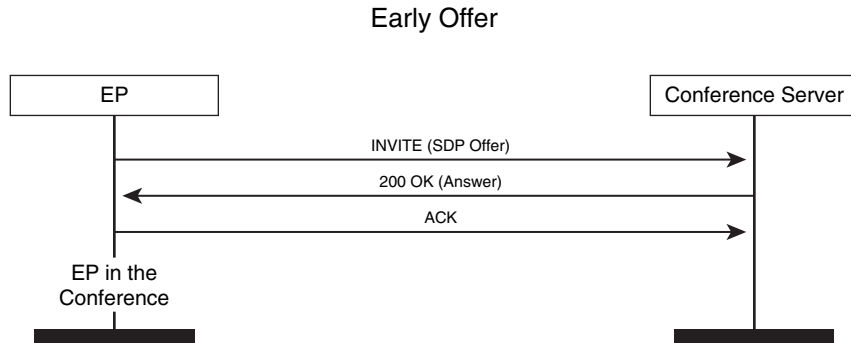 Early Offer
EP
Conference Server
INVITE (SDP Offer)
200 OK (Answer)
ACK
EP in the
Conference